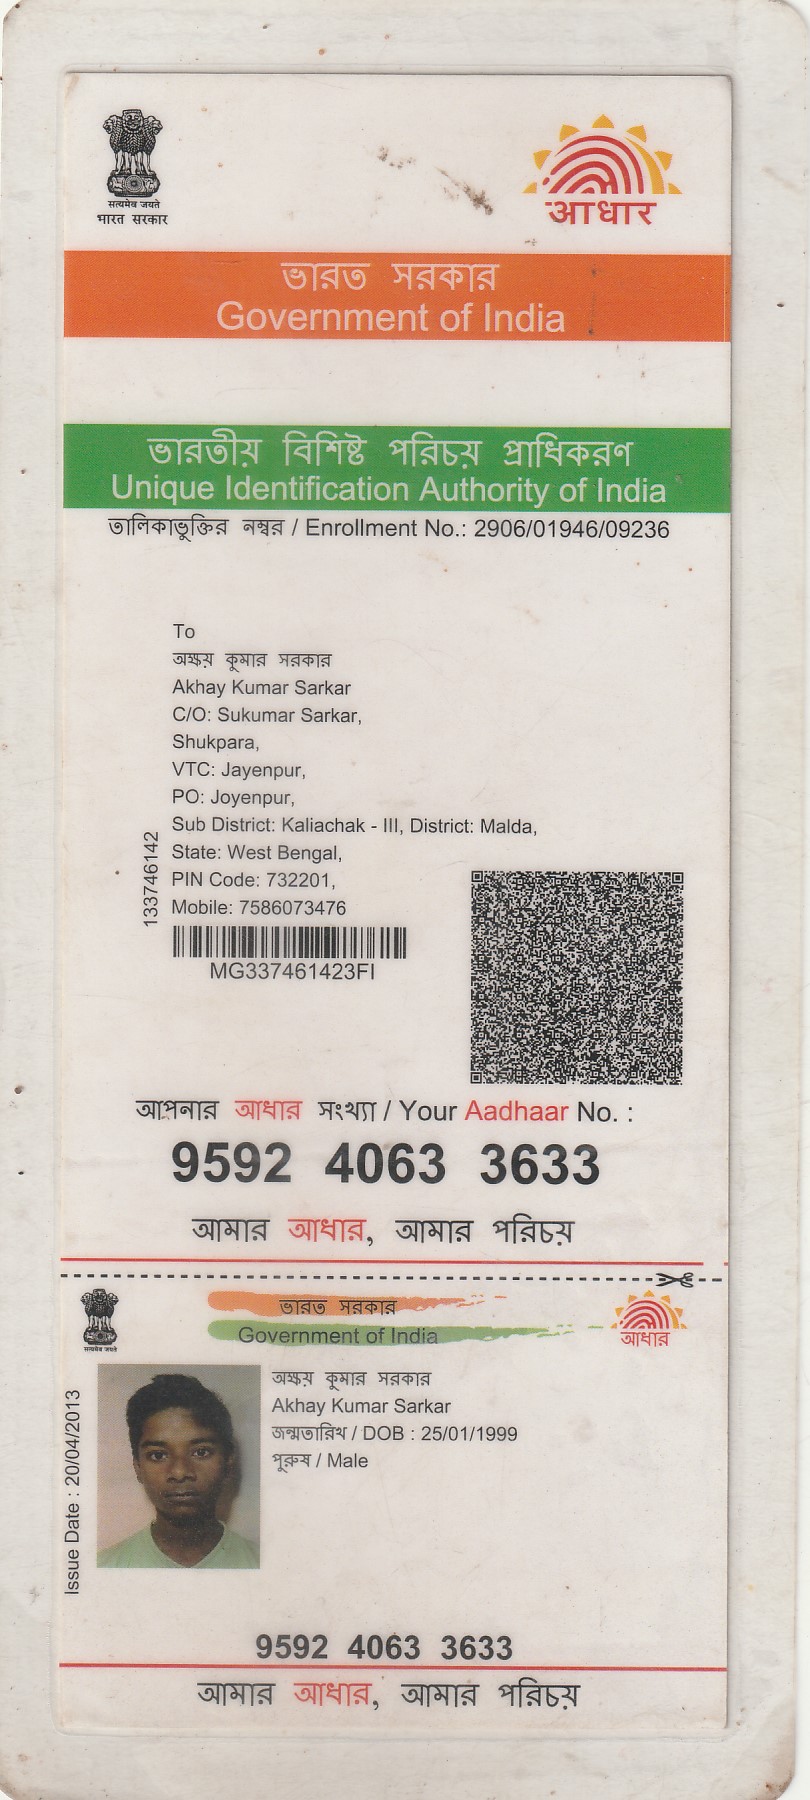 सत्यमेव जयते
भारत सरकार
आधार
ভারত সরকার
Government of India
ভারতীয় বিশিষ্ট পরিচয় প্রাধিকরণ
Unique Identification Authority of India
তালিকাভুক্তির নম্বর / Enrollment No.: 2906/01946/09236
To
অক্ষয় কুমার সরকার
Akhay Kumar Sarkar
C/O: Sukumar Sarkar,
Shukpara,
VTC: Jayenpur,
PO: Joyenpur,
Sub District: Kaliachak - III, District: Malda,
State: West Bengal,
PIN Code: 732201,
Mobile: 7586073476
133746142
MG337461423FI
আপনার আধার সংখ্যা / Your Aadhaar No. :
9592 4063 3633
আমার আধার, আমার পরিচয়
सत्यमेव जयते
ভারত সরকার
Government of India
आधार
অক্ষয় কুমার সরকার
Akhay Kumar Sarkar
জন্মতারিখ / DOB : 25/01/1999
পুরুষ / Male
Issue Date : 20/04/2013
9592 4063 3633
আমার আধার, আমার পরিচয়